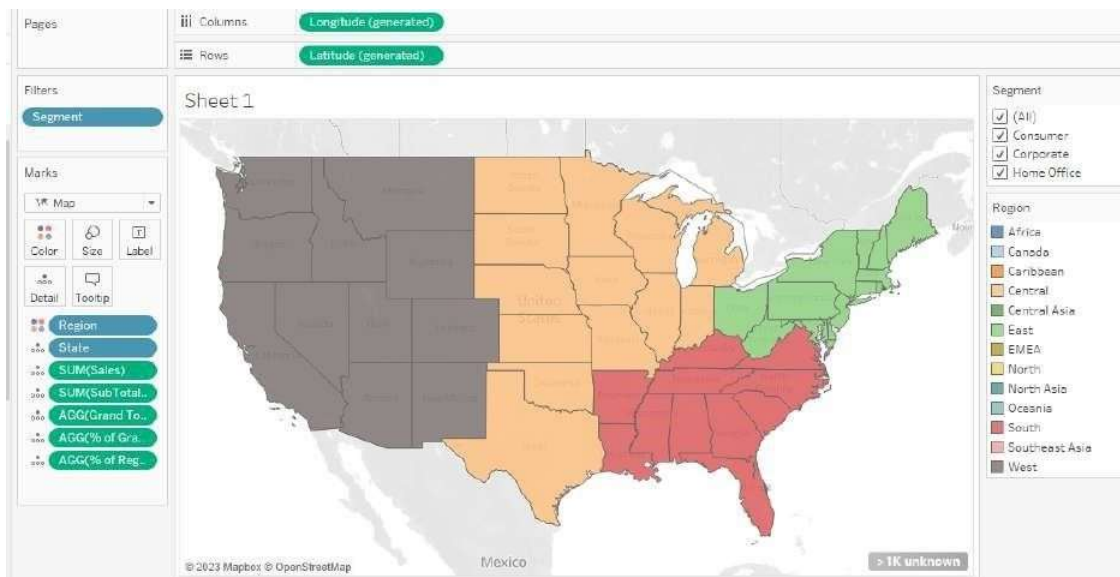 Pages
Columns
Longitude (generated)
Rows
Latitude (generated)
Filters
Segment
Marks
Map
Color
Size
Label
Detail
Tooltip
Region
State
SUM(Sales)
SUM(SubTotal..
AGG(Grand To..
AGG(% of Gra..
AGG(% of Reg..
Sheet 1
United
States
Mexico
© 2023 Mapbox © OpenStreetMap
>1K unknown
Segment
(All)
Consumer
Corporate
Home Office
Region
Africa
Canada
Caribbean
Central
Central Asia
East
EMEA
North
North Asia
Oceania
South
Southeast Asia
West